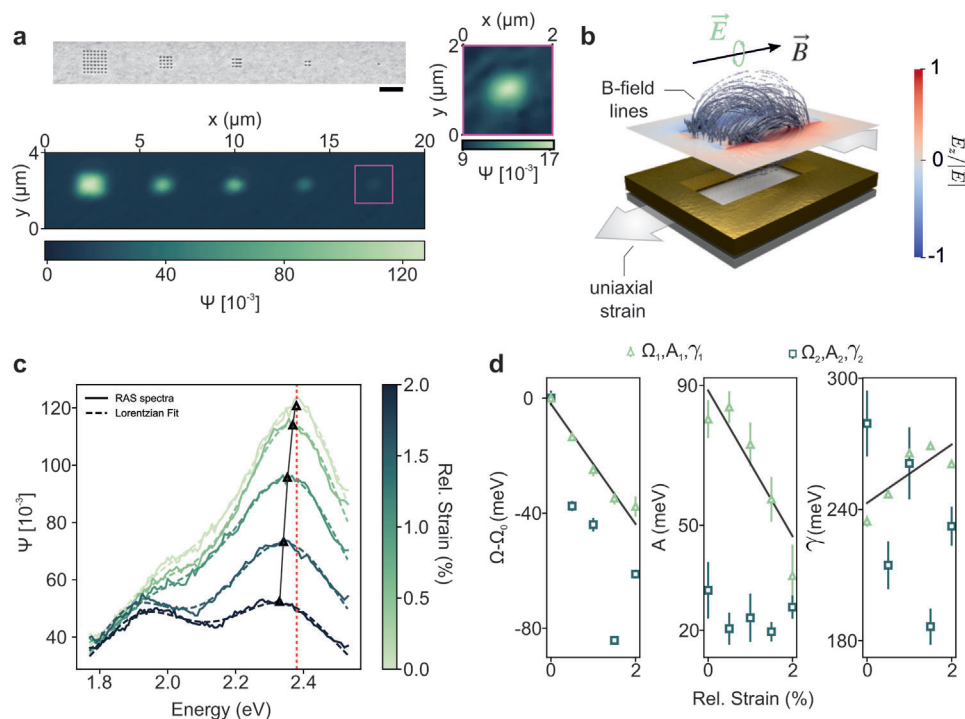 a
x (μm)
0 5 10 15 20
y (μm)
4
0
0 40 80 120
Ψ [10⁻³]
x (μm)
0 2
y (μm)
2
0
9 17
Ψ [10⁻³]
b
E
B
B-field
lines
uniaxial
strain
1
0
-1
E_z/|E|
c
RAS spectra
Lorentzian Fit
Ψ [10⁻³]
120
100
80
60
40
1.8 2.0 2.2 2.4
Energy (eV)
2.0
1.5
1.0
0.5
0.0
Rel. Strain (%)
d
Ω₁,A₁,γ₁
Ω₂,A₂,γ₂
Ω-Ω₀ (meV)
0
-40
-80
0 2
A (meV)
90
50
20
0 2
γ (meV)
300
240
180
0 2
Rel. Strain (%)